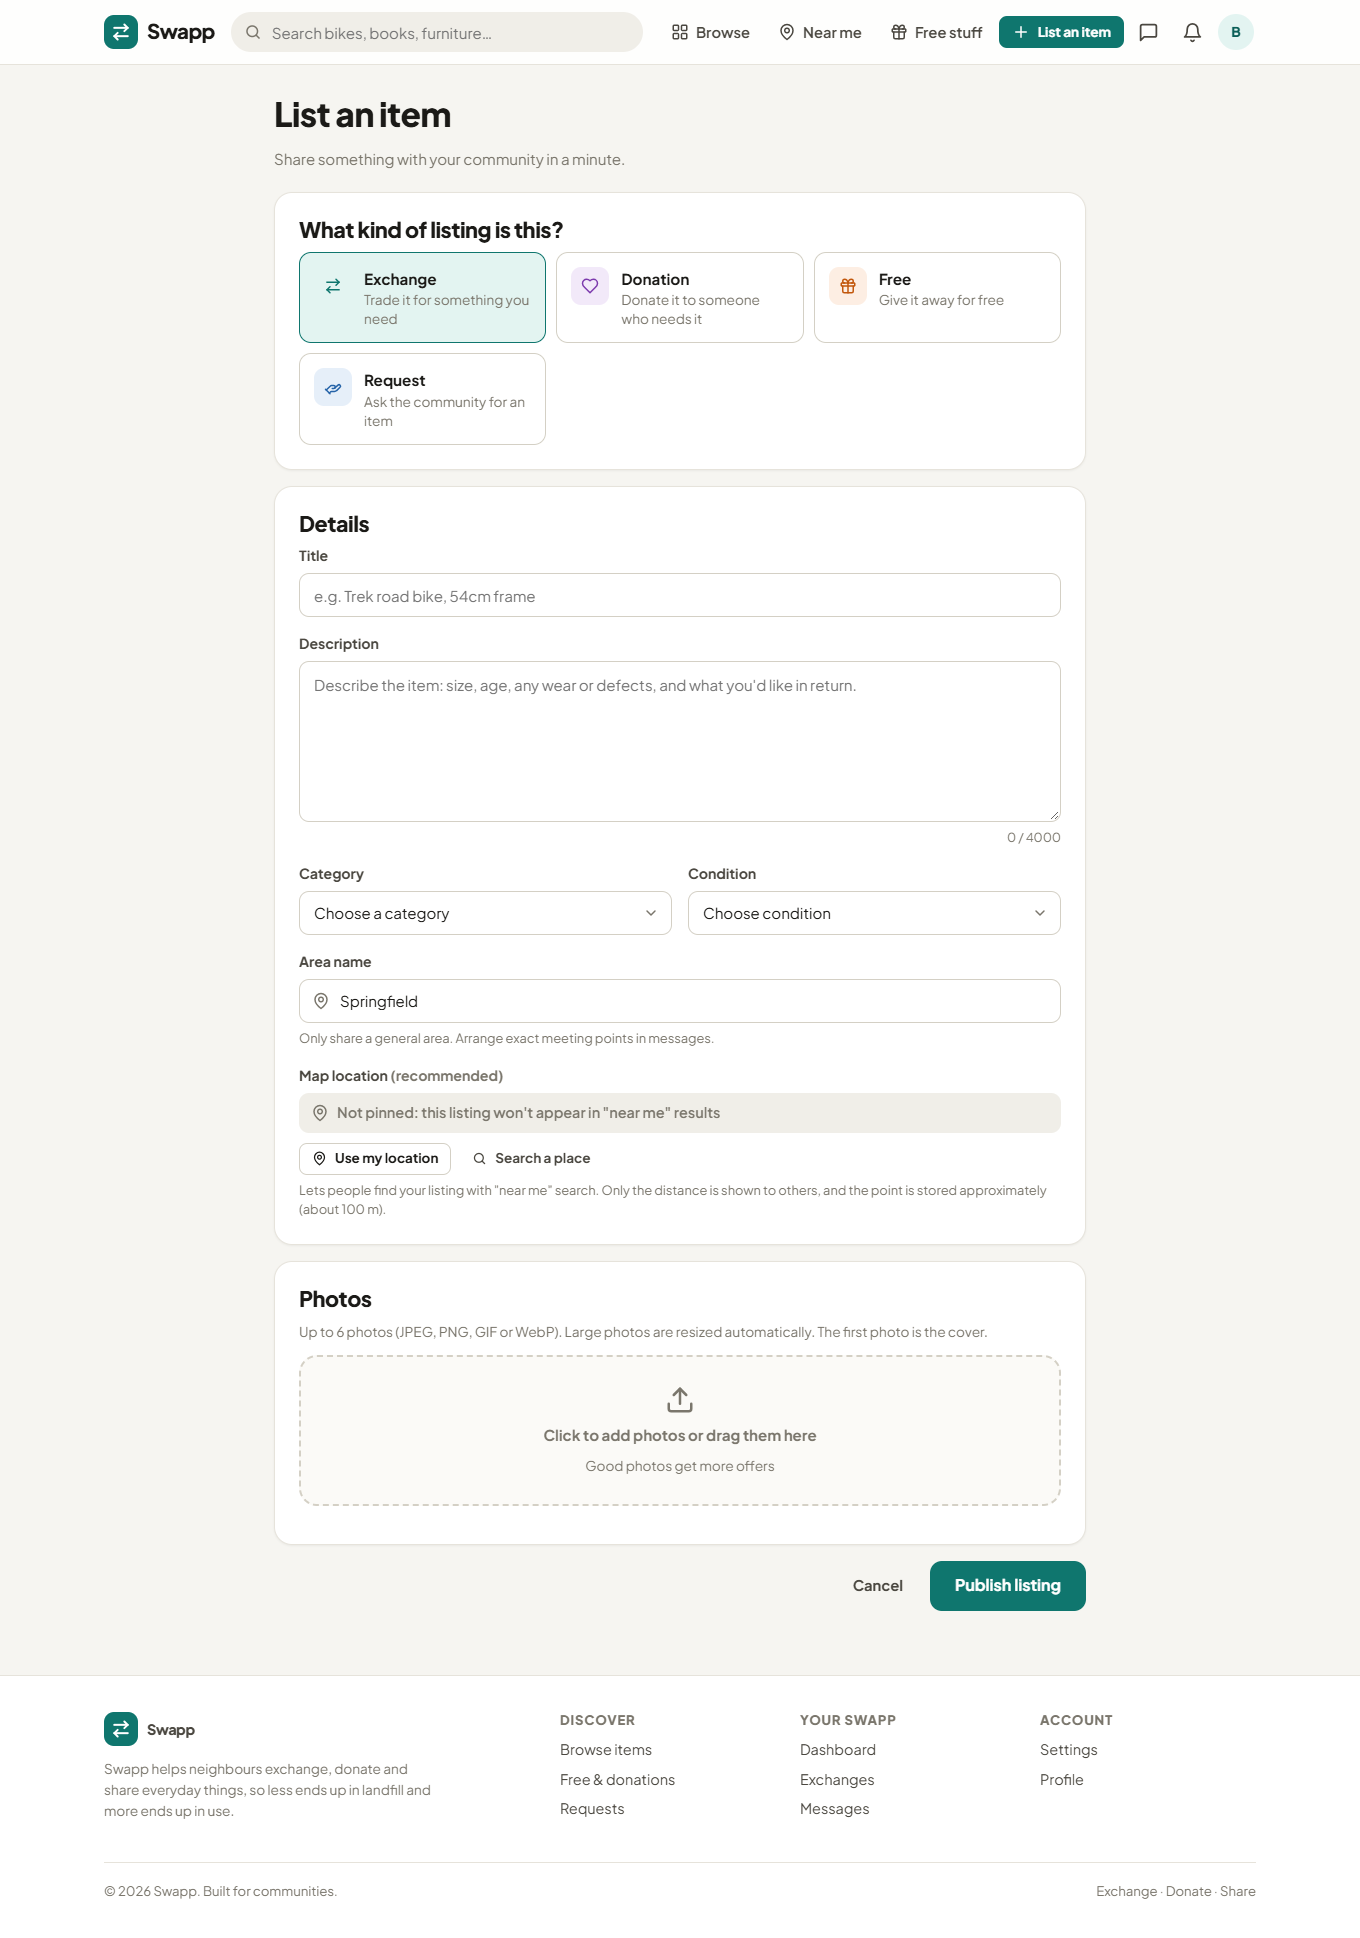 Swapp
Search bikes, books, furniture...
Browse
Near me
Free stuff
List an item
B
List an item
Share something with your community in a minute.
What kind of listing is this?
Exchange
Trade it for something you
need
Donation
Donate it to someone
who needs it
Free
Give it away for free
Request
Ask the community for an
item
Details
Title
e.g. Trek road bike, 54cm frame
Description
Describe the item: size, age, any wear or defects, and what you'd like in return.
0 / 4000
Category
Condition
Choose a category
Choose condition
Area name
Springfield
Only share a general area. Arrange exact meeting points in messages.
Map location (recommended)
Not pinned: this listing won't appear in "near me" results
Use my location
Search a place
Lets people find your listing with "near me" search. Only the distance is shown to others, and the point is stored approximately
(about 100 m).
Photos
Up to 6 photos (JPEG, PNG, GIF or WebP). Large photos are resized automatically. The first photo is the cover.
Click to add photos or drag them here
Good photos get more offers
Cancel
Publish listing
Swapp
Swapp helps neighbours exchange, donate and
share everyday things, so less ends up in landfill and
more ends up in use.
DISCOVER
Browse items
Free & donations
Requests
YOUR SWAPP
Dashboard
Exchanges
Messages
ACCOUNT
Settings
Profile
© 2026 Swapp. Built for communities.
Exchange · Donate · Share